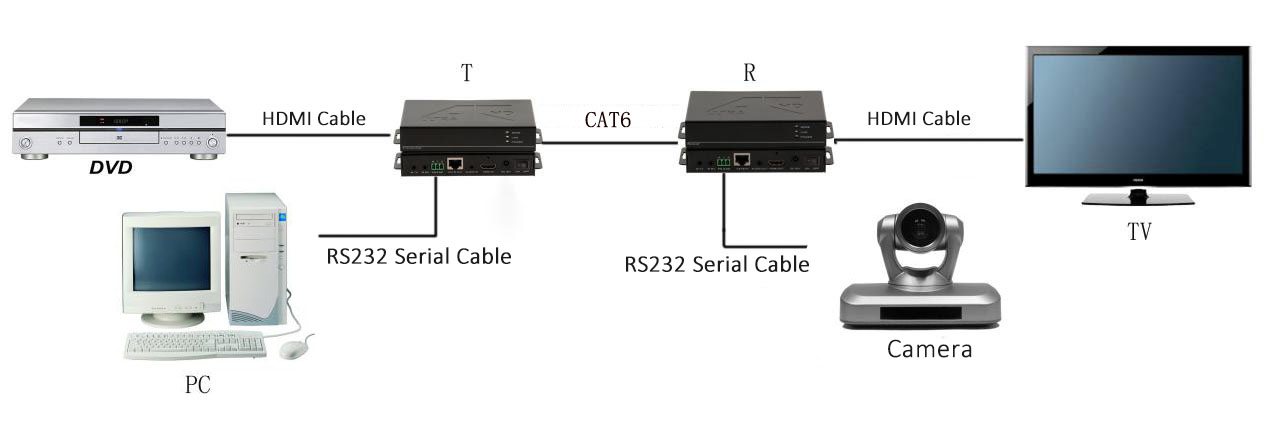 T
R
HDMI Cable
CAT6
HDMI Cable
DVD
RS232 Serial Cable
RS232 Serial Cable
TV
Camera
PC